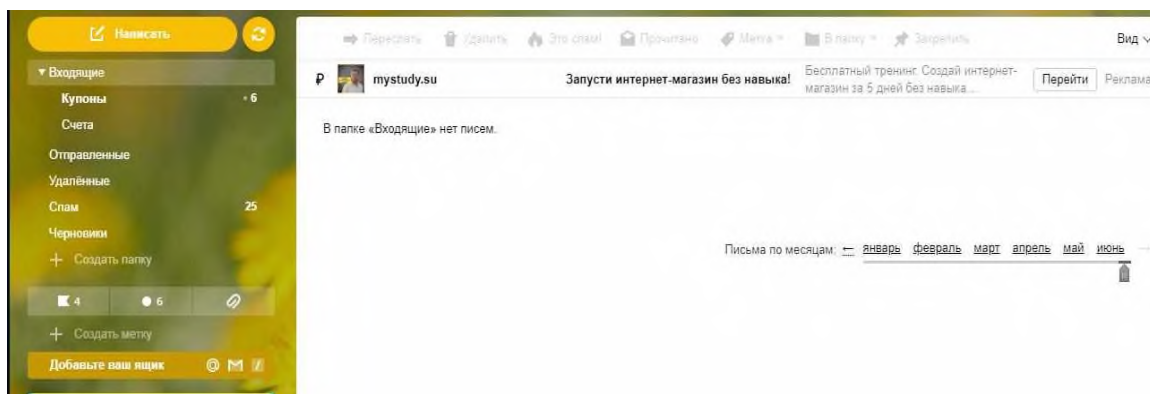 Написать
Переслать Удалить Это спам! Прочитано Метка В папку Закрепить Вид
Входящие
Купоны 6
Счета
Отправленные
Удалённые
Спам 25
Черновики
+ Создать папку
4 6
+ Создать метку
Добавьте ваш ящик
₽ mystudy.su Запусти интернет-магазин без навыка!
Бесплатный тренинг. Создай интернет-
магазин за 5 дней без навыка...
Перейти Реклама
В папке «Входящие» нет писем.
Письма по месяцам: ← январь февраль март апрель май июнь →